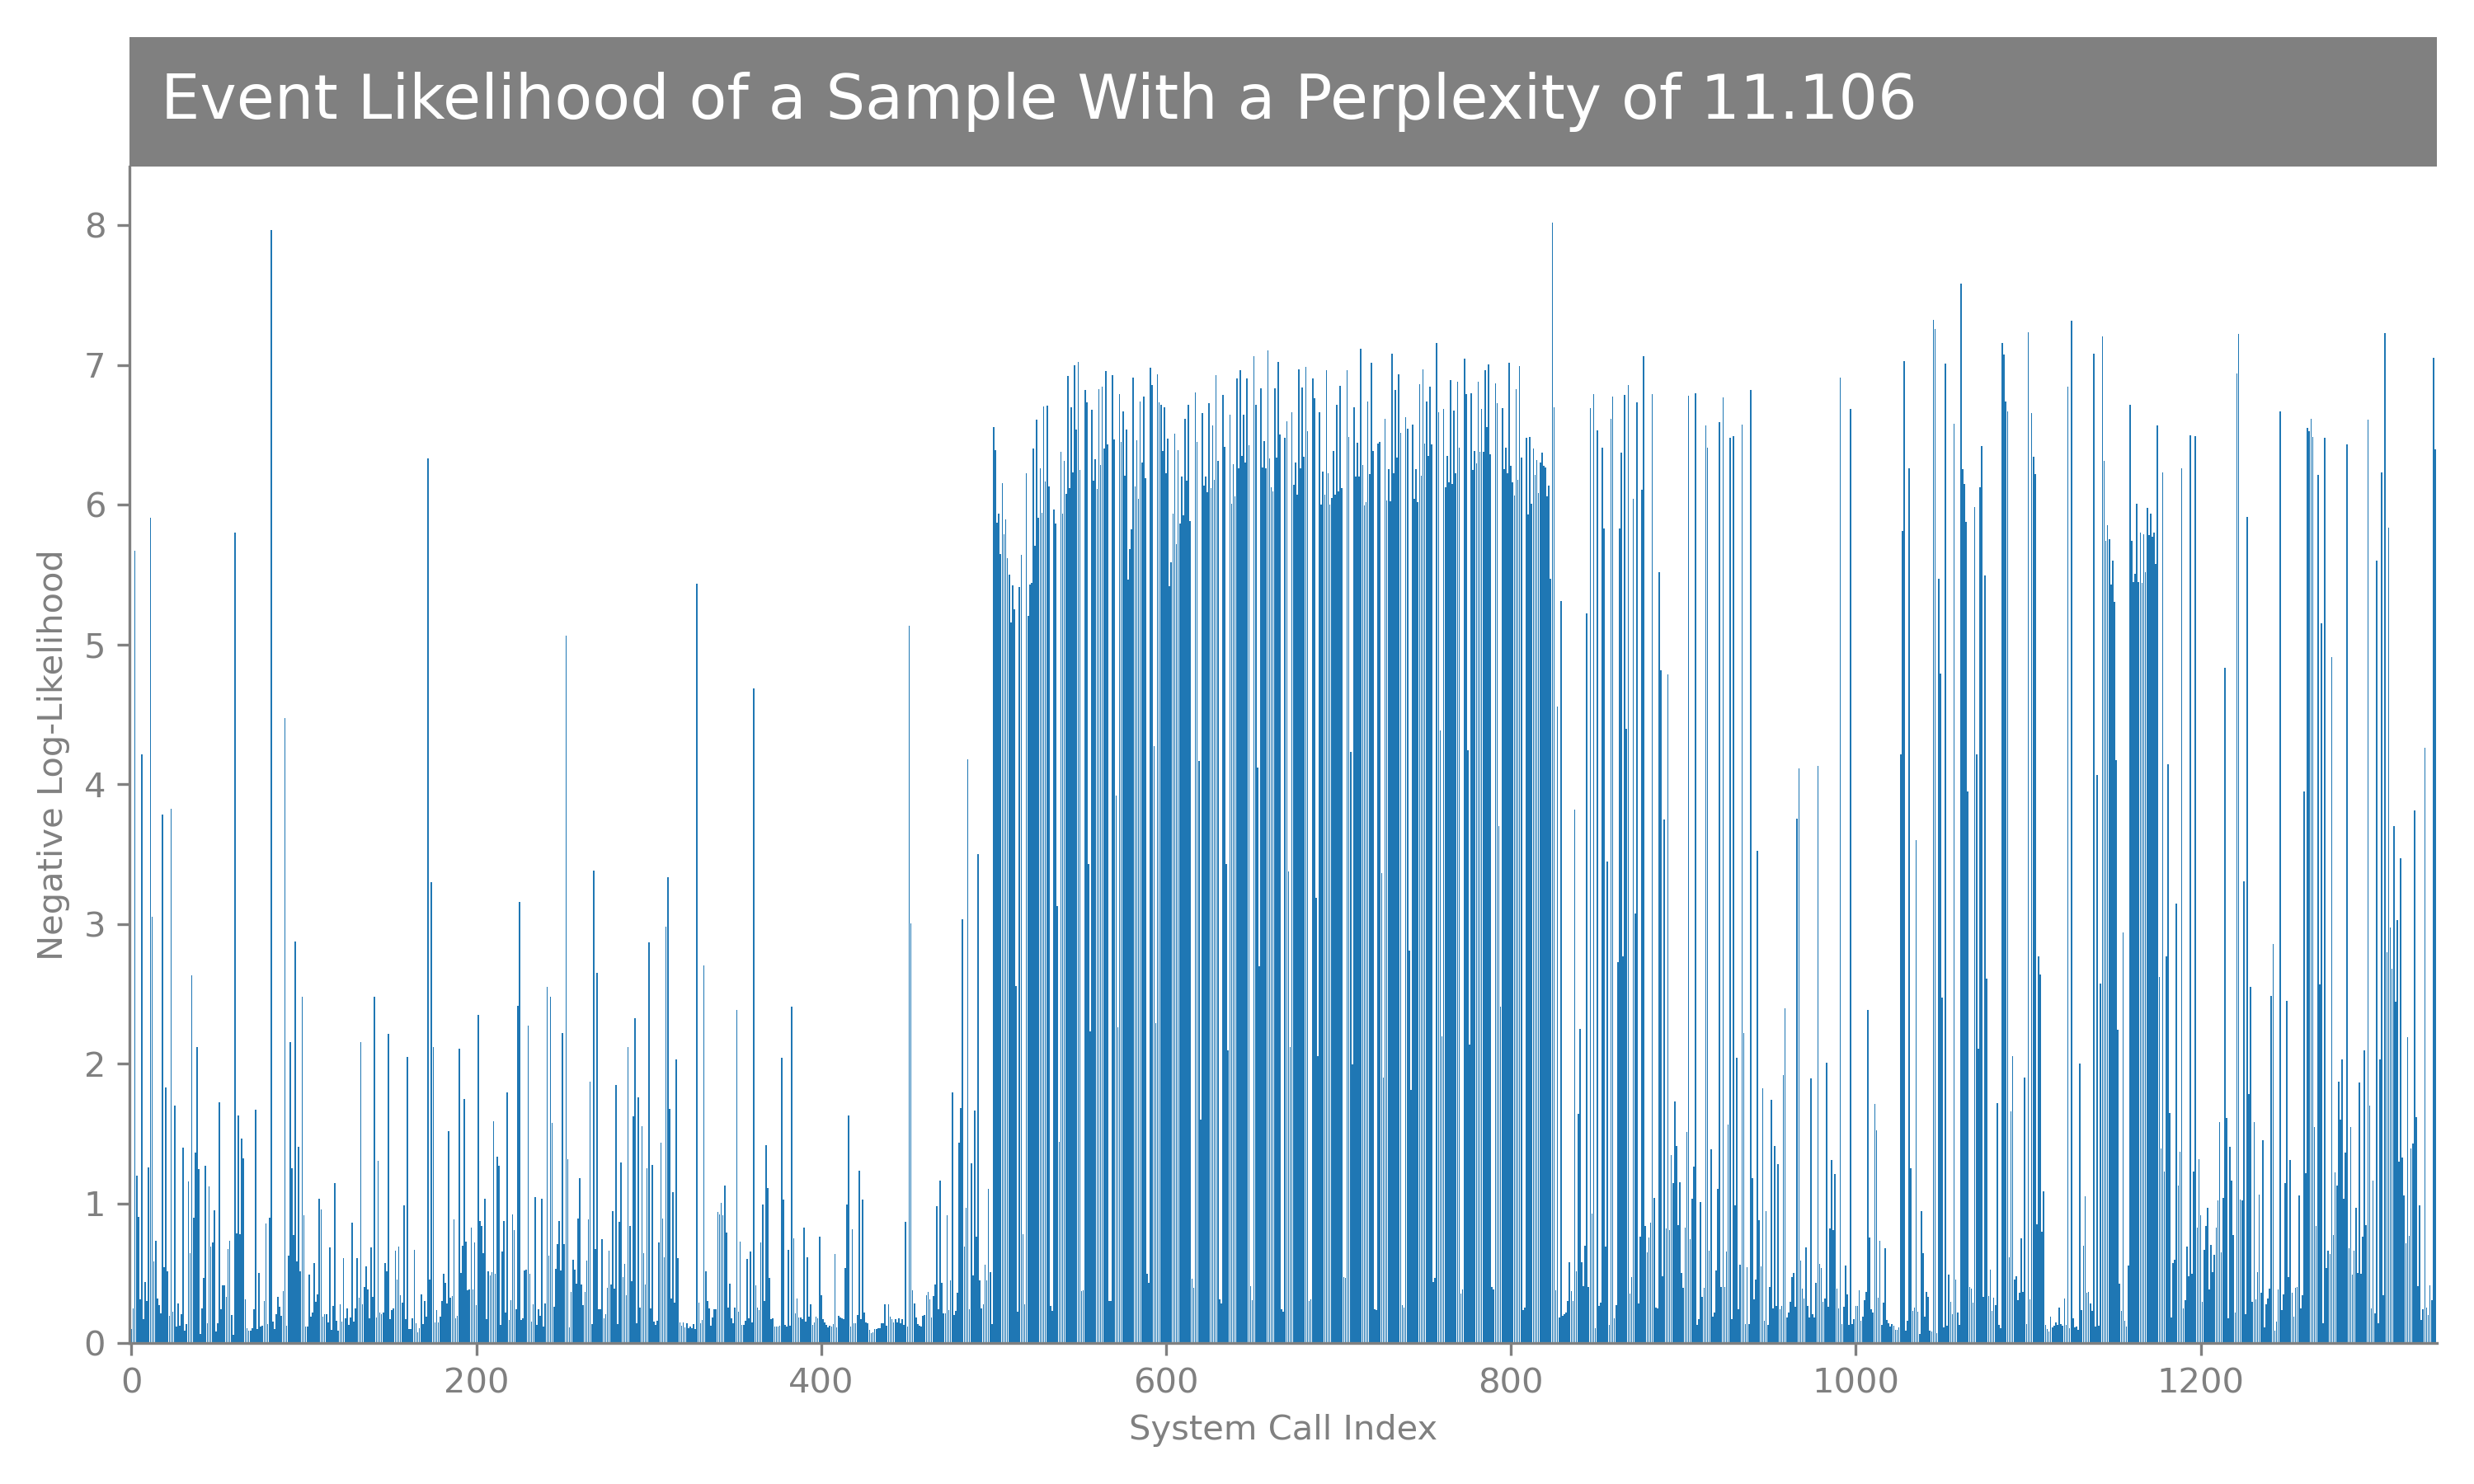 Event Likelihood of a Sample With a Perplexity of 11.106
8
7
6
5
4
3
2
1
0
Negative Log-Likelihood
0 200 400 600 800 1000 1200
System Call Index